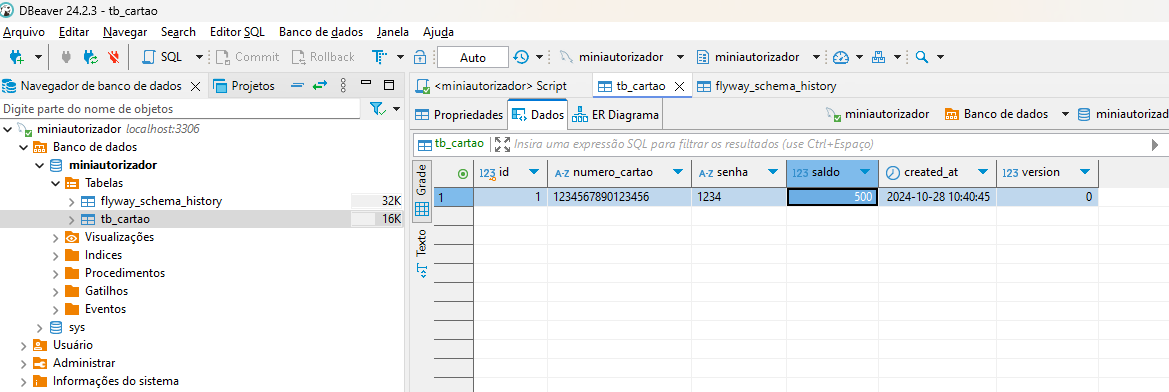 DBeaver 24.2.3 - tb_cartao
Arquivo Editar Navegar Search Editor SQL Banco de dados Janela Ajuda
SQL Commit Rollback Auto miniautorizador miniautorizador
Navegador de banco de dados Projetos
Digite parte do nome de objetos
miniautorizador localhost:3306
Banco de dados
miniautorizador
Tabelas
flyway_schema_history 32K
tb_cartao 16K
Visualizações
Indices
Procedimentos
Gatilhos
Eventos
sys
Usuário
Administrar
Informações do sistema
<miniautorizador> Script tb_cartao flyway_schema_history
Propriedades Dados ER Diagrama miniautorizador Banco de dados miniautorizad
tb_cartao Insira uma expressão SQL para filtrar os resultados (use Ctrl+Espaço)
Grade
Texto
123 id A-Z numero_cartao A-Z senha 123 saldo created_at 123 version
1 1 1234567890123456 1234 500 2024-10-28 10:40:45 0